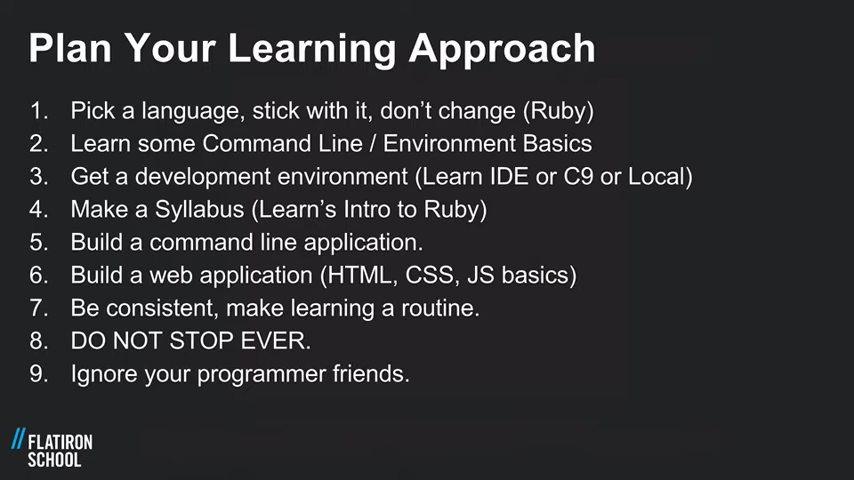 Plan Your Learning Approach
1. Pick a language, stick with it, don't change (Ruby)
2. Learn some Command Line / Environment Basics
3. Get a development environment (Learn IDE or C9 or Local)
4. Make a Syllabus (Learn's Intro to Ruby)
5. Build a command line application.
6. Build a web application (HTML, CSS, JS basics)
7. Be consistent, make learning a routine.
8. DO NOT STOP EVER.
9. Ignore your programmer friends.
// FLATIRON
SCHOOL